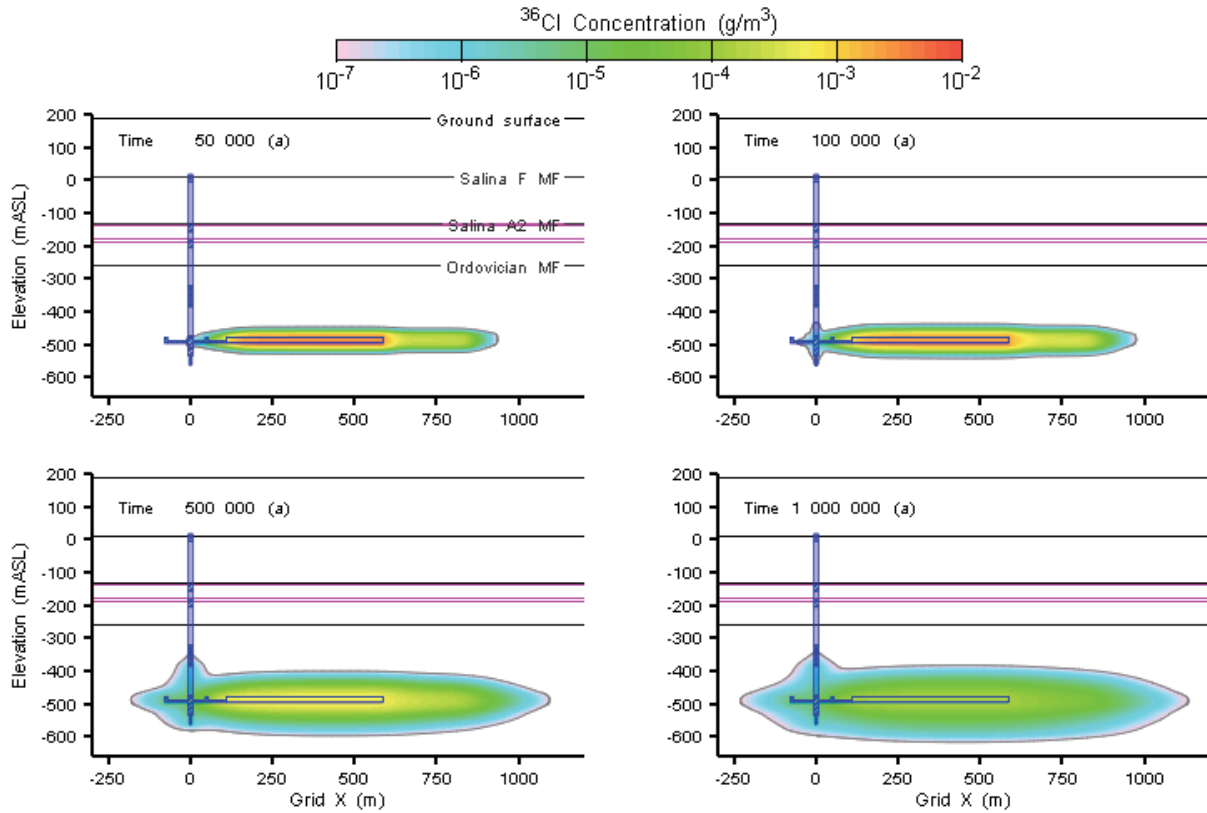 ³⁶Cl Concentration (g/m³)
10⁻⁷ 10⁻⁶ 10⁻⁵ 10⁻⁴ 10⁻³ 10⁻²
200
100
0
-100
-200
-300
-400
-500
-600
Elevation (mASL)
Time 50 000 (a)
Ground surface
Salina F MF
Salina A2 MF
Ordovician MF
-250 0 250 500 750 1000
200
100
0
-100
-200
-300
-400
-500
-600
Time 100 000 (a)
-250 0 250 500 750 1000
200
100
0
-100
-200
-300
-400
-500
-600
Elevation (mASL)
Time 500 000 (a)
-250 0 250 500 750 1000
Grid X (m)
200
100
0
-100
-200
-300
-400
-500
-600
Time 1 000 000 (a)
-250 0 250 500 750 1000
Grid X (m)